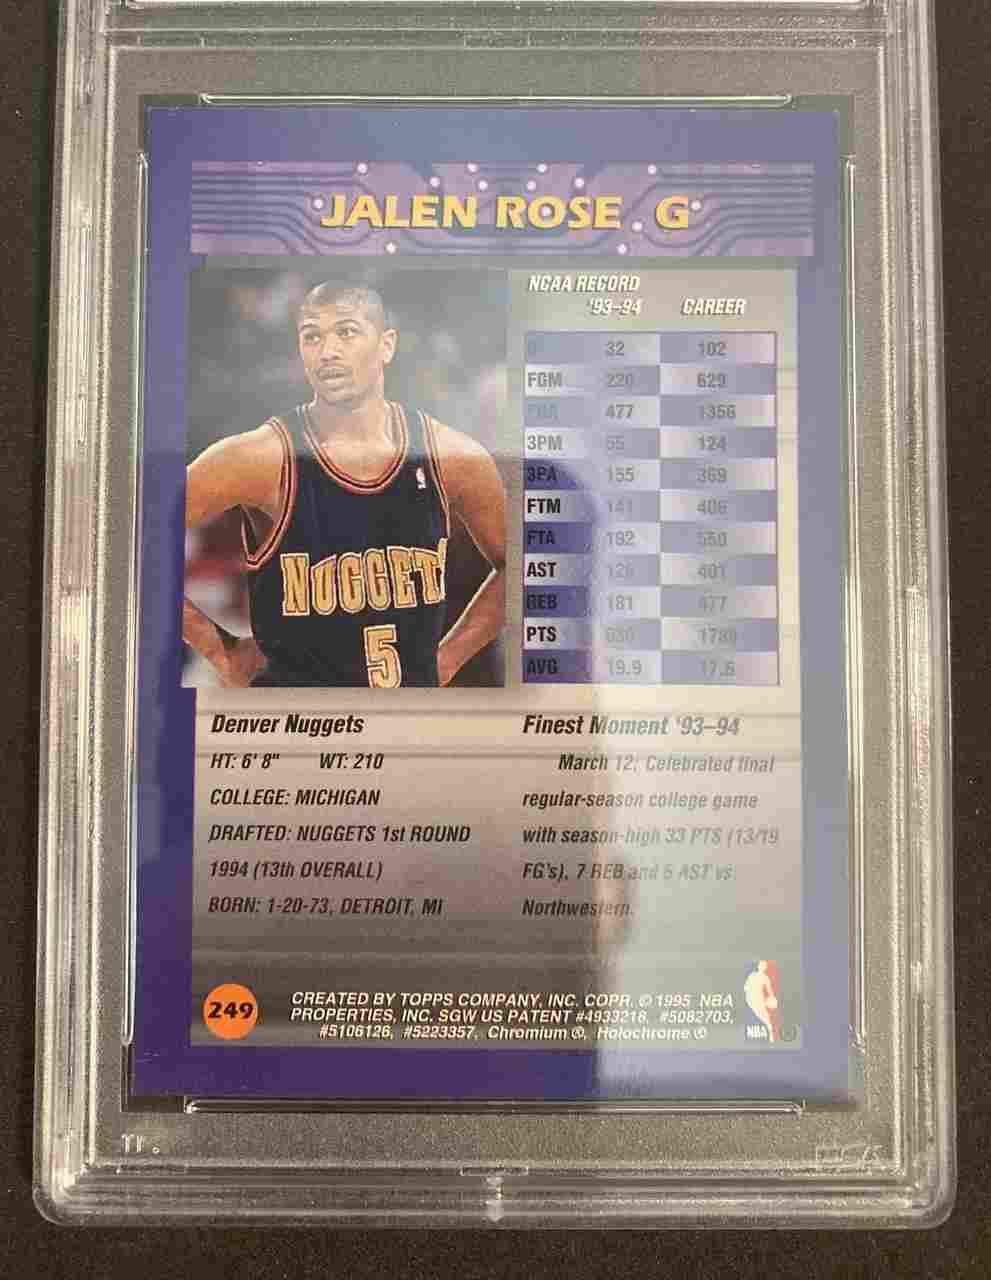 JALEN ROSE G
NUGGETS
5
NCAA RECORD
'93–94 CAREER
G 32 102
FGM 220 629
FGA 477 1356
3PM 55 124
3PA 155 369
FTM 141 406
FTA 192 550
AST 126 401
REB 181 477
PTS 636
AVG 19.9 17.5
Denver Nuggets
HT: 6' 8" WT: 210
COLLEGE: MICHIGAN
DRAFTED: NUGGETS 1st ROUND
1994 (13th OVERALL)
BORN: 1-20-73, DETROIT, MI
Finest Moment '93–94
March 12: Celebrated final
regular-season college game
with season-high 33 PTS (13/19
FG's), 7 REB and 5 AST vs.
Northwestern.
249
CREATED BY TOPPS COMPANY, INC. COPR. © 1995 NBA
PROPERTIES, INC. SGW US PATENT #4933218, #5082703,
#5106126, #5223357, Chromium ®, Holochrome ®
NBA